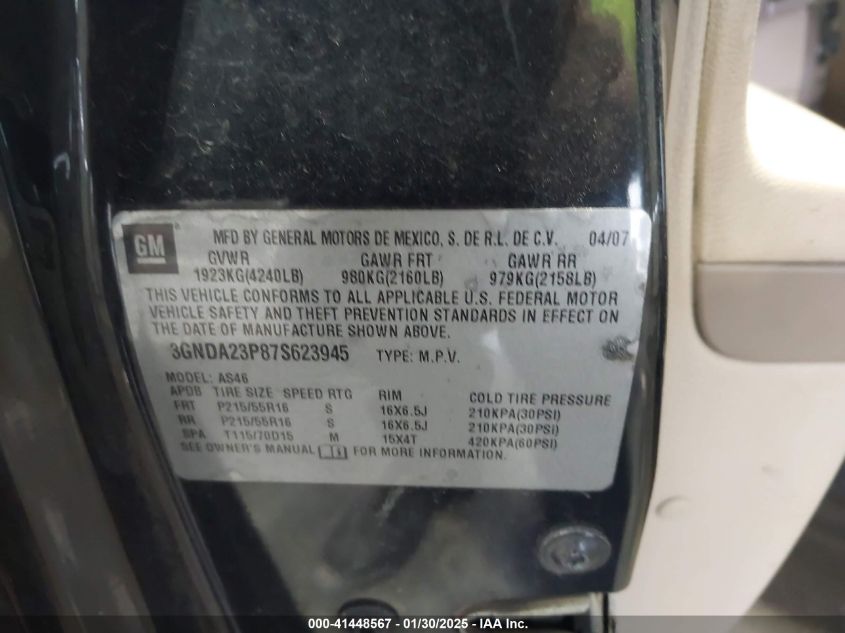 GM MFD BY GENERAL MOTORS DE MEXICO, S. DE R.L. DE C.V. 04/07
GVWR GAWR FRT GAWR RR
1923KG(4240LB) 980KG(2160LB) 979KG(2158LB)
THIS VEHICLE CONFORMS TO ALL APPLICABLE U.S. FEDERAL MOTOR
VEHICLE SAFETY AND THEFT PREVENTION STANDARDS IN EFFECT ON
THE DATE OF MANUFACTURE SHOWN ABOVE.
3GNDA23P87S623945 TYPE: M.P.V.
MODEL: AS46
APDB TIRE SIZE SPEED RTG RIM COLD TIRE PRESSURE
FRT P215/55R16 S 16X6.5J 210KPA(30PSI)
RR P215/55R16 S 16X6.5J 210KPA(30PSI)
SPA T115/70D15 M 15X4T 420KPA(60PSI)
SEE OWNER'S MANUAL FOR MORE INFORMATION.
000-41448567 - 01/30/2025 - IAA Inc.